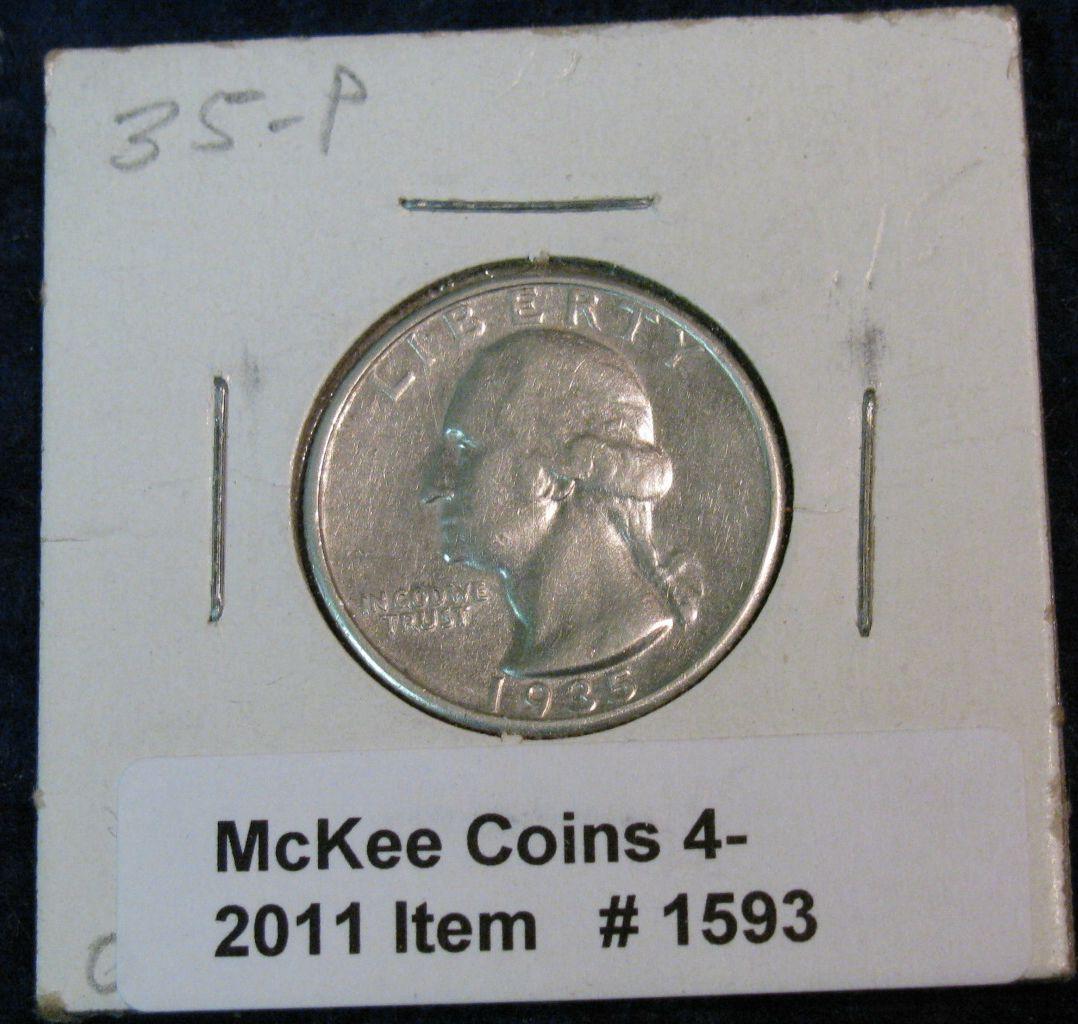 35-P
LIBERTY
IN GOD WE
TRUST
1935
McKee Coins 4-
2011 Item # 1593